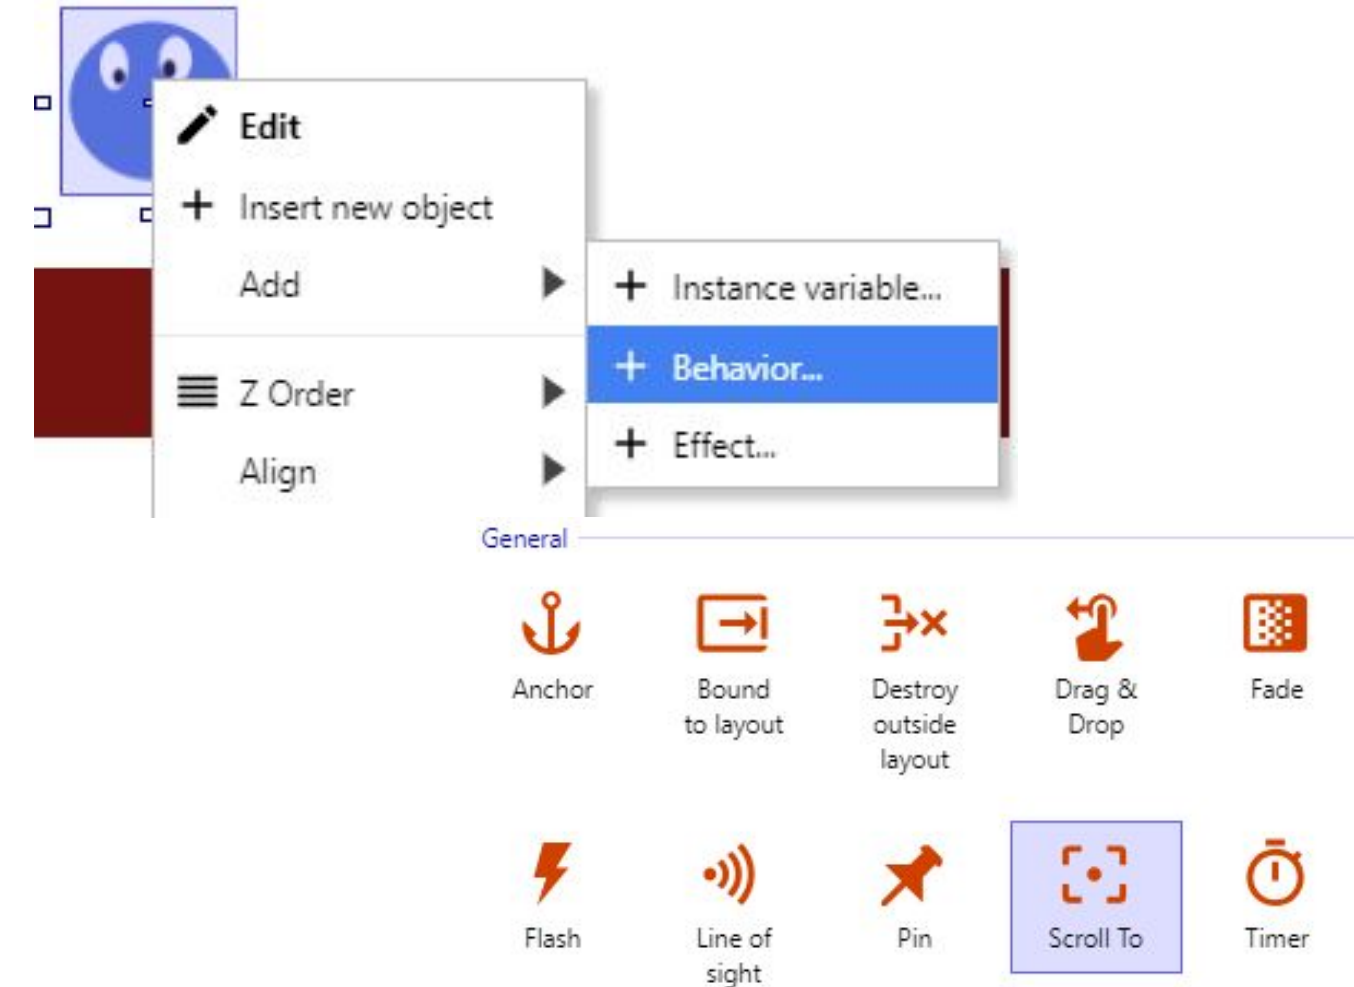 Edit
Insert new object
Add
Instance variable...
Behavior...
Z Order
Effect...
Align
General
Anchor
Bound
to layout
Destroy
outside
layout
Drag &
Drop
Fade
Flash
Line of
sight
Pin
Scroll To
Timer